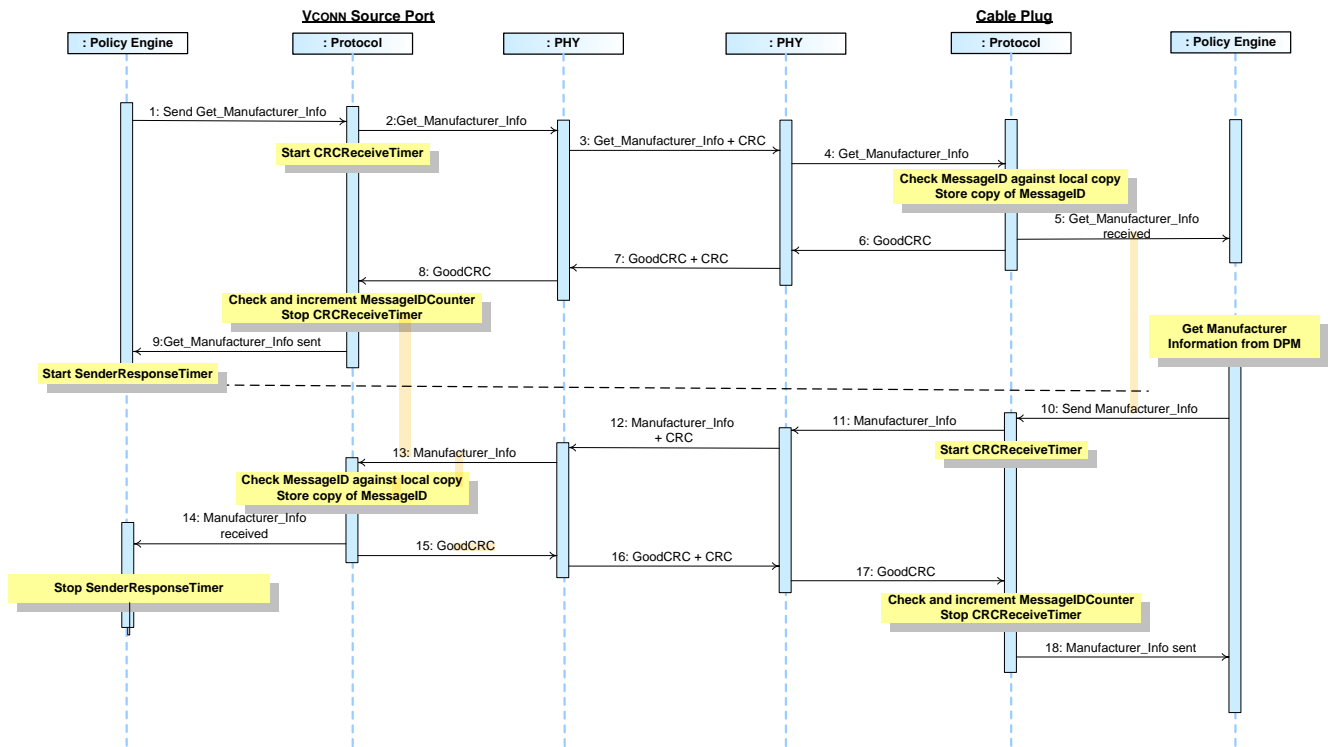 VCONN Source Port
Cable Plug
: Policy Engine
: Protocol
: PHY
: PHY
: Protocol
: Policy Engine
1: Send Get_Manufacturer_Info
2:Get_Manufacturer_Info
Start CRCReceiveTimer
3: Get_Manufacturer_Info + CRC
4: Get_Manufacturer_Info
Check MessageID against local copy
Store copy of MessageID
5: Get_Manufacturer_Info
received
6: GoodCRC
7: GoodCRC + CRC
8: GoodCRC
Check and increment MessageIDCounter
Stop CRCReceiveTimer
9:Get_Manufacturer_Info sent
Start SenderResponseTimer
Get Manufacturer
Information from DPM
10: Send Manufacturer_Info
11: Manufacturer_Info
Start CRCReceiveTimer
12: Manufacturer_Info
+ CRC
13: Manufacturer_Info
Check MessageID against local copy
Store copy of MessageID
14: Manufacturer_Info
received
15: GoodCRC
16: GoodCRC + CRC
17: GoodCRC
Stop SenderResponseTimer
Check and increment MessageIDCounter
Stop CRCReceiveTimer
18: Manufacturer_Info sent